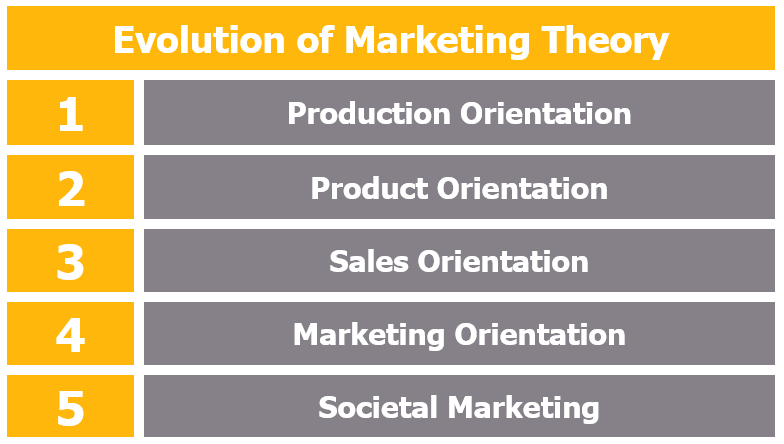 Evolution of Marketing Theory
1 Production Orientation
2 Product Orientation
3 Sales Orientation
4 Marketing Orientation
5 Societal Marketing